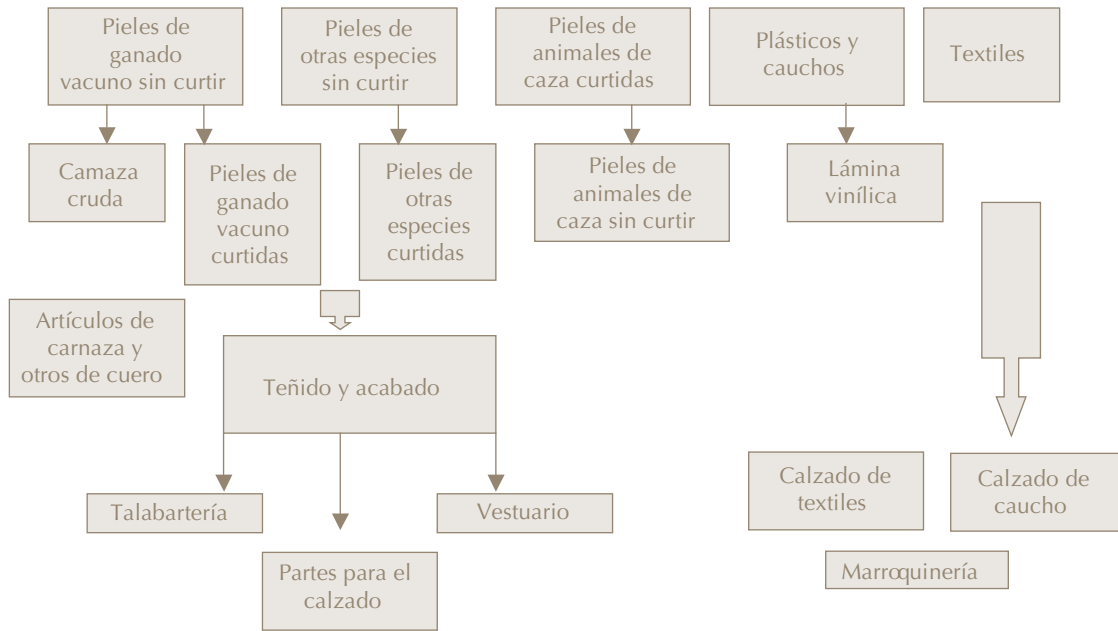 Pieles de
ganado
vacuno sin curtir
Pieles de
otras especies
sin curtir
Pieles de
animales de
caza curtidas
Plásticos y
cauchos
Textiles
Camaza
cruda
Pieles de
ganado
vacuno
curtidas
Pieles de
otras
especies
curtidas
Pieles de
animales de
caza sin curtir
Lámina
vinílica
Artículos de
carnaza y
otros de cuero
Teñido y acabado
Talabartería
Vestuario
Partes para el
calzado
Calzado de
textiles
Calzado de
caucho
Marroquinería